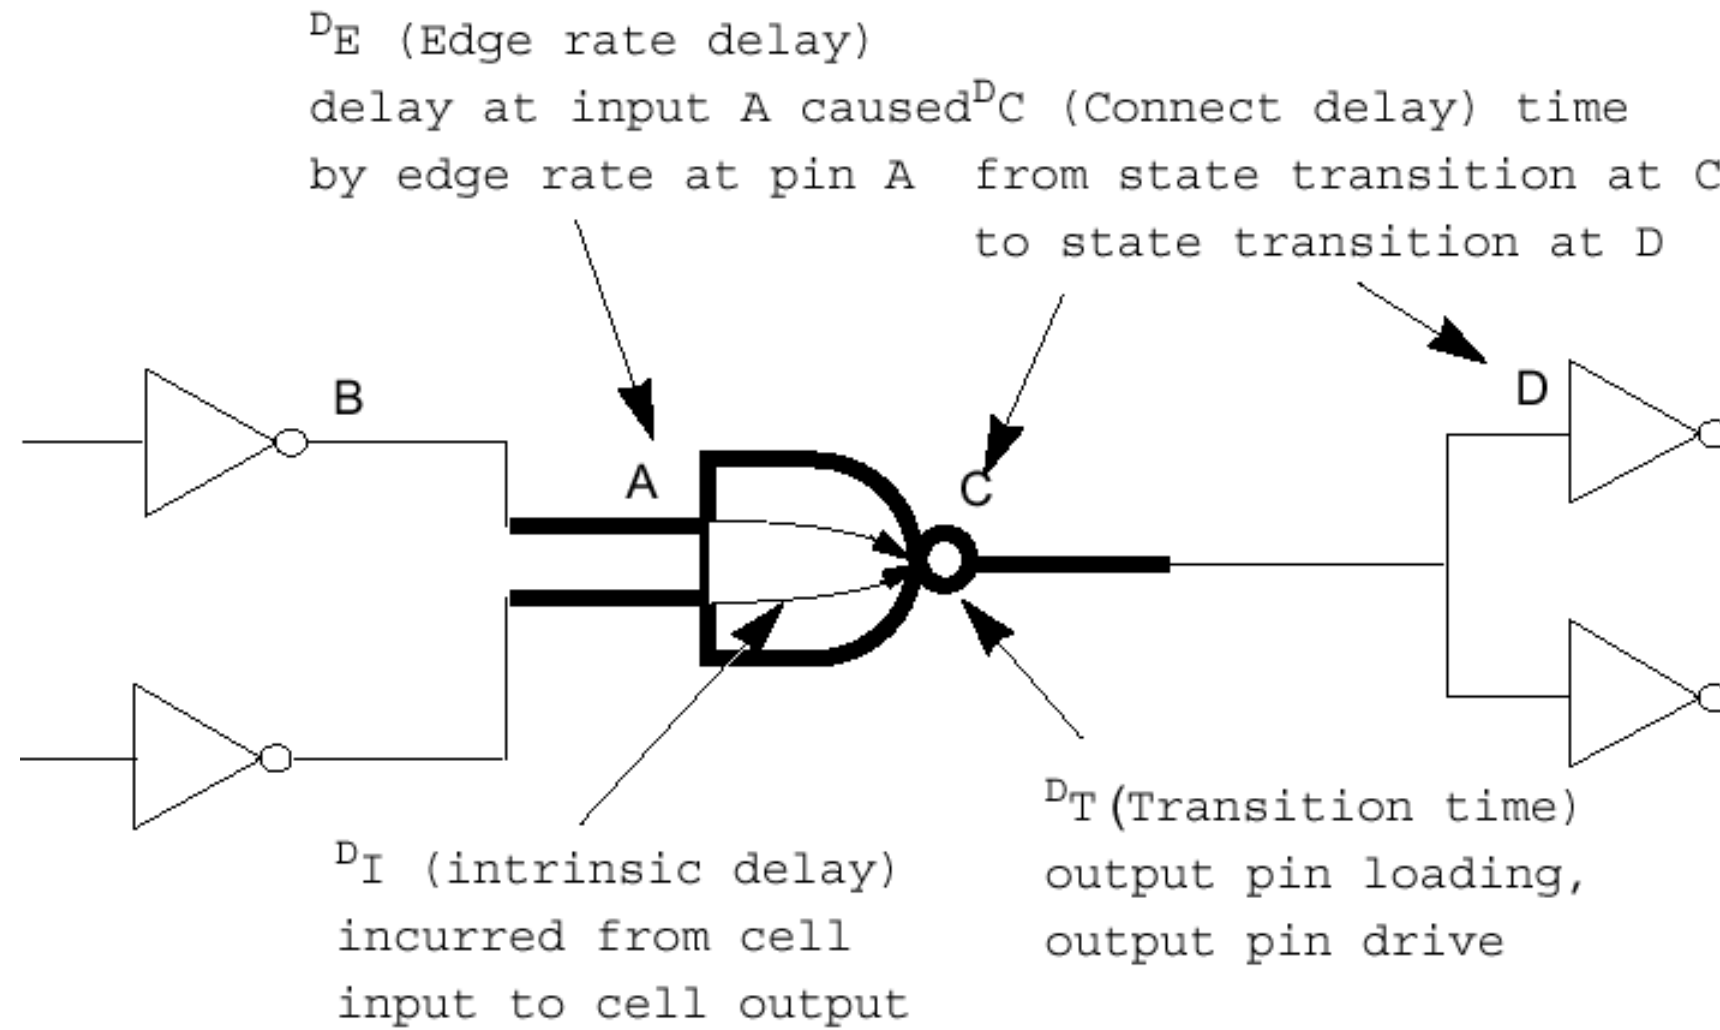 DE (Edge rate delay)
delay at input A caused
by edge rate at pin A
DC (Connect delay) time
from state transition at C
to state transition at D
B
D
A
C
DI (intrinsic delay)
incurred from cell
input to cell output
DT(Transition time)
output pin loading,
output pin drive